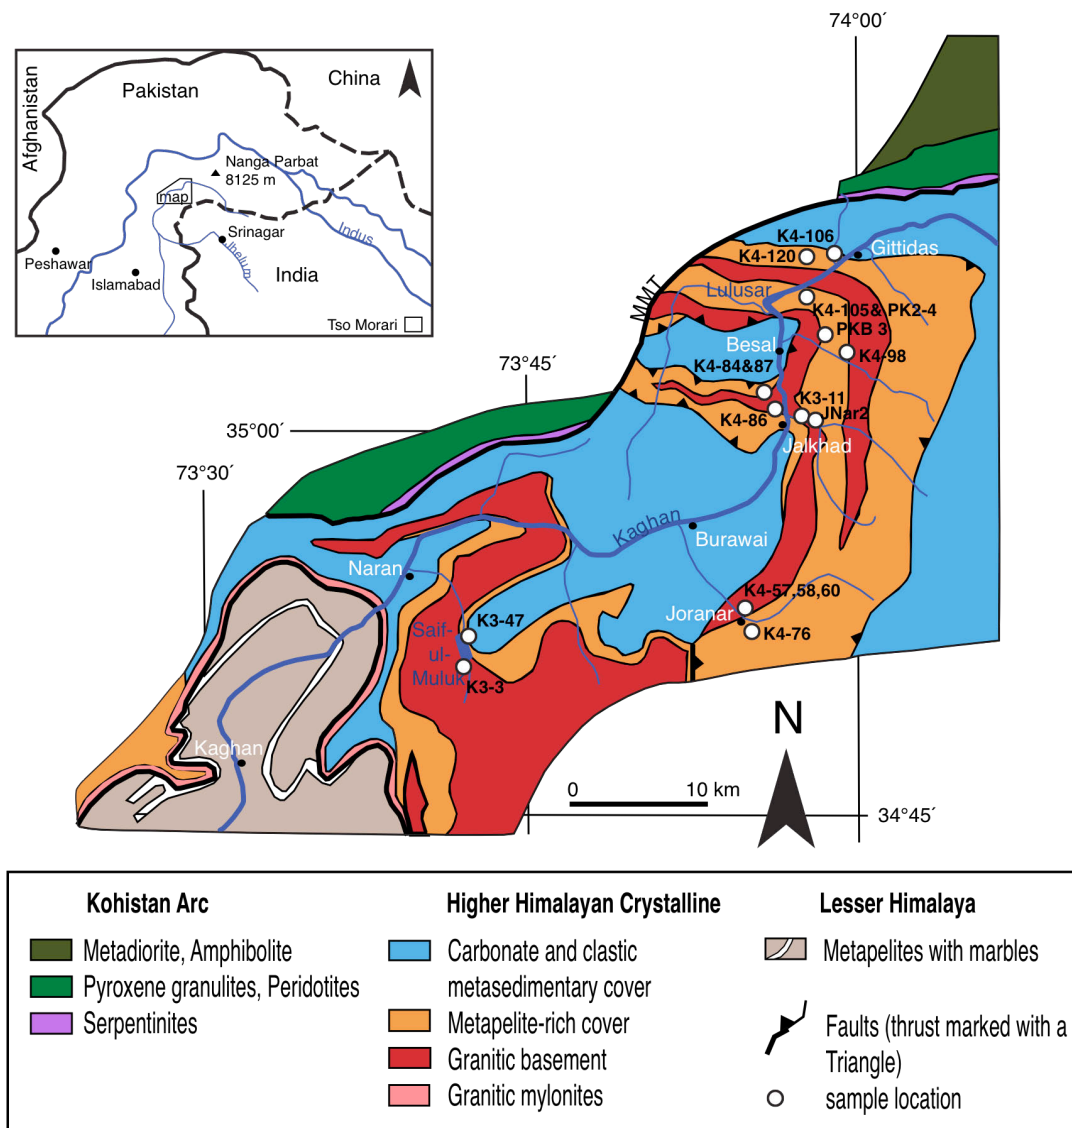 74°00´
Afghanistan
Pakistan
China
Nanga Parbat
8125 m
map
Indus
Srinagar
Jhelum
Peshawar
Islamabad
India
Tso Morari
K4-106
K4-120
Gittidas
MMT
Lulusar
K4-105& PK2-4
PKB 3
Besal
K4-98
73°45´
K4-84&87
K3-11
JNar2
K4-86
Jalkhad
35°00´
73°30´
Kaghan
Burawai
Naran
K4-57,58,60
Joranar
K3-47
K4-76
Saif-
ul-
Muluk
K3-3
N
Kaghan
0
10 km
34°45´
Kohistan Arc
Metadiorite, Amphibolite
Pyroxene granulites, Peridotites
Serpentinites
Higher Himalayan Crystalline
Carbonate and clastic
metasedimentary cover
Metapelite-rich cover
Granitic basement
Granitic mylonites
Lesser Himalaya
Metapelites with marbles
Faults (thrust marked with a
Triangle)
sample location